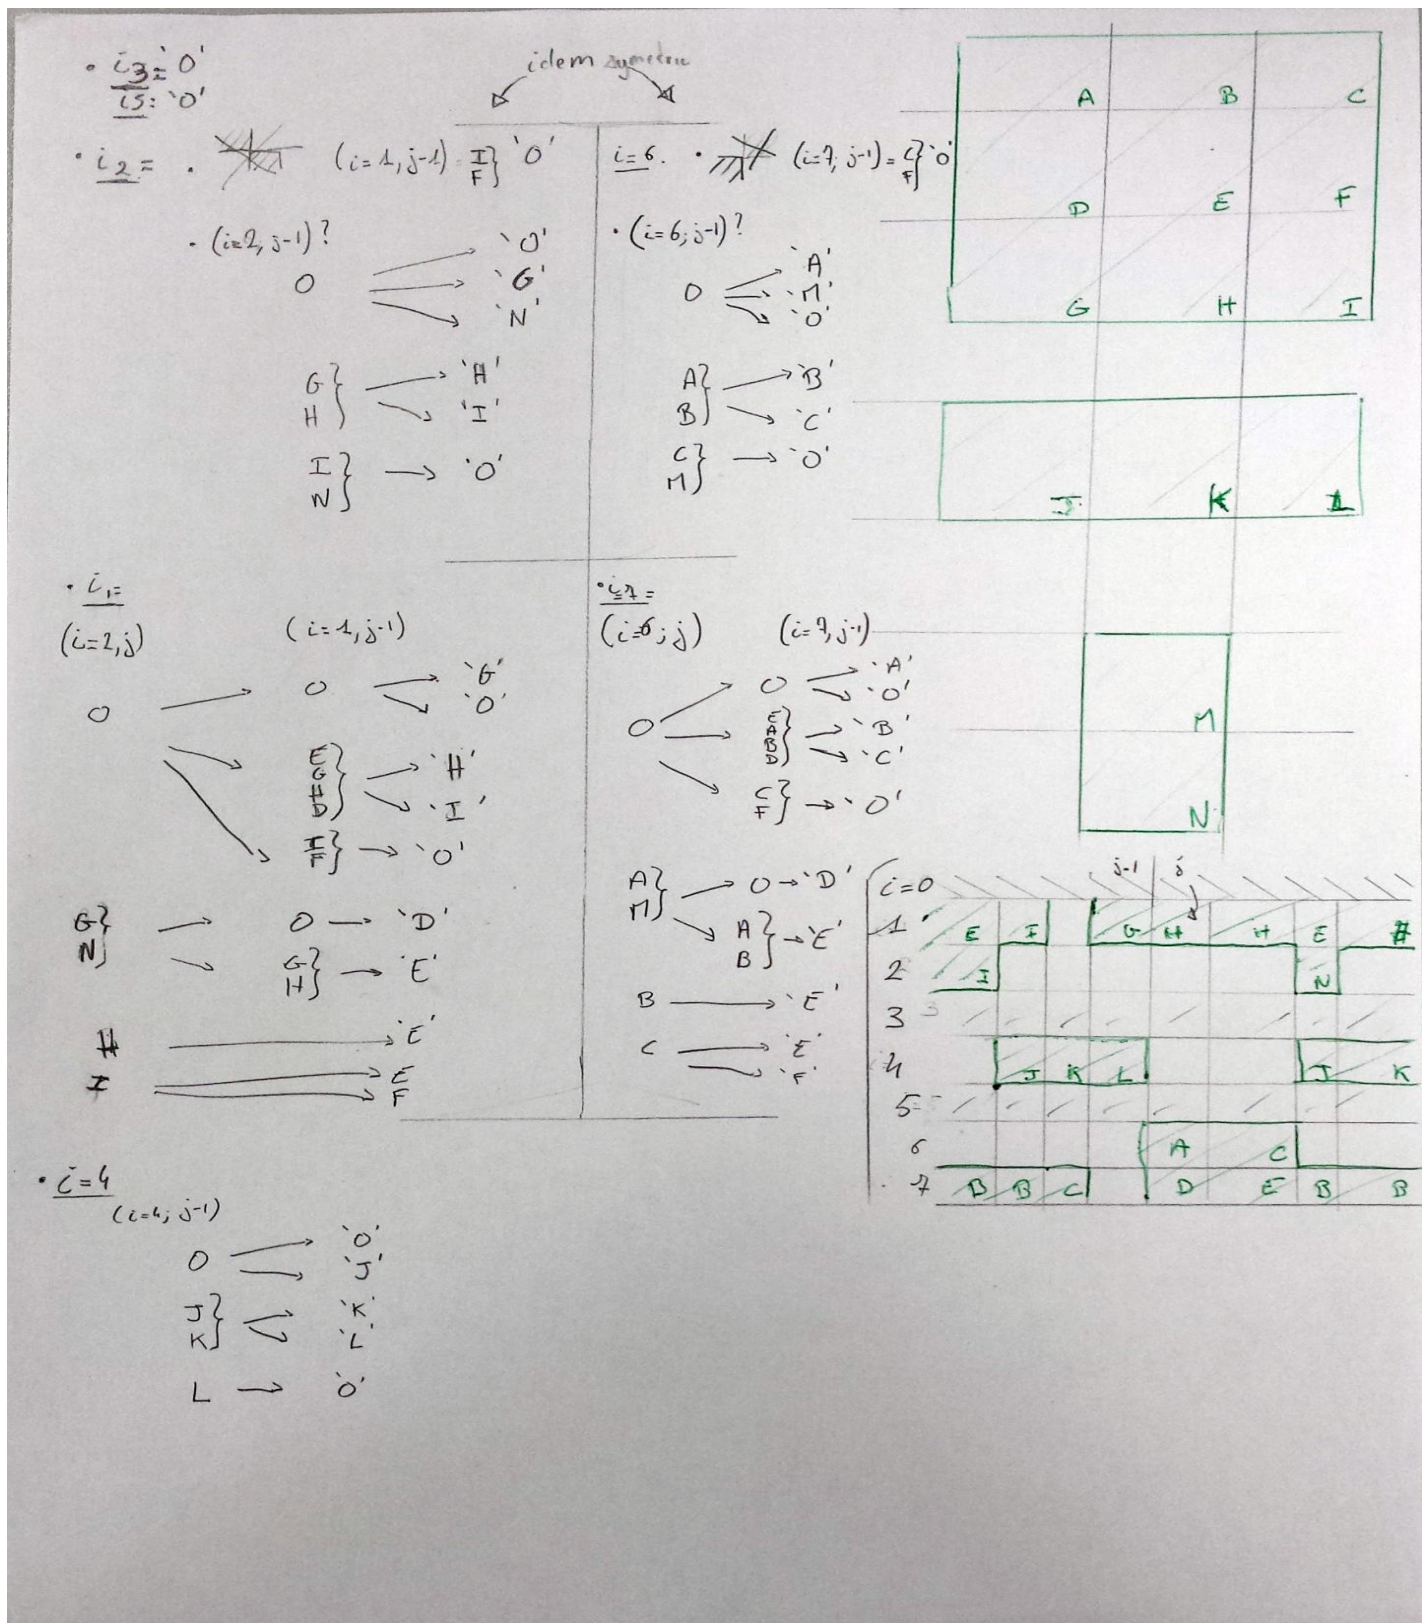 • i3= 'O'
i5: 'O'
idem symetric
• i2= • (i=1, j-1) = I F } 'O'
• (i=2, j-1)?
O → 'O'
'G'
'N'
G H } → 'H'
'I'
I N } → 'O'
i=6. • (i=7, j-1) = C F } 'O'
• (i=6; j-1)?
O → 'A'
'M'
'O'
A B } → 'B'
'C'
C M } → 'O'
• i1=
(i=2, j) (i=1, j-1)
O → O → 'G'
'O'
E G H D } → 'H'
'I'
I F } → 'O'
G N } → O → 'D'
G H } → 'E'
H → 'E'
I → E
F
• i=7=
(i=6; j) (i=7, j-1)
O → O → 'A'
'O'
E A B D } → 'B'
'C'
C F } → 'O'
A M } → O → 'D'
A B } → 'E'
B → 'E'
C → 'E'
'F'
• i=4
(i=4; j-1)
O → 'O'
'J'
J K } → 'K'
'L'
L → 'O'
A B C
D E F
G H I
J K L
M
N
j-1 j
i=0
1 E I G H H E H
2 I N
3
4 J K L J K
5
6 A C
7 B B C D E B B